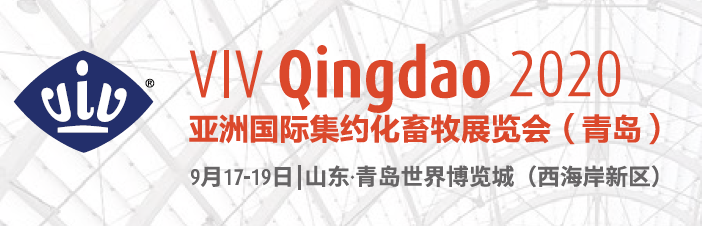 VIV Qingdao 2020
viv®
亚洲国际集约化畜牧展览会（青岛）
9月17-19日|山东·青岛世界博览城（西海岸新区）